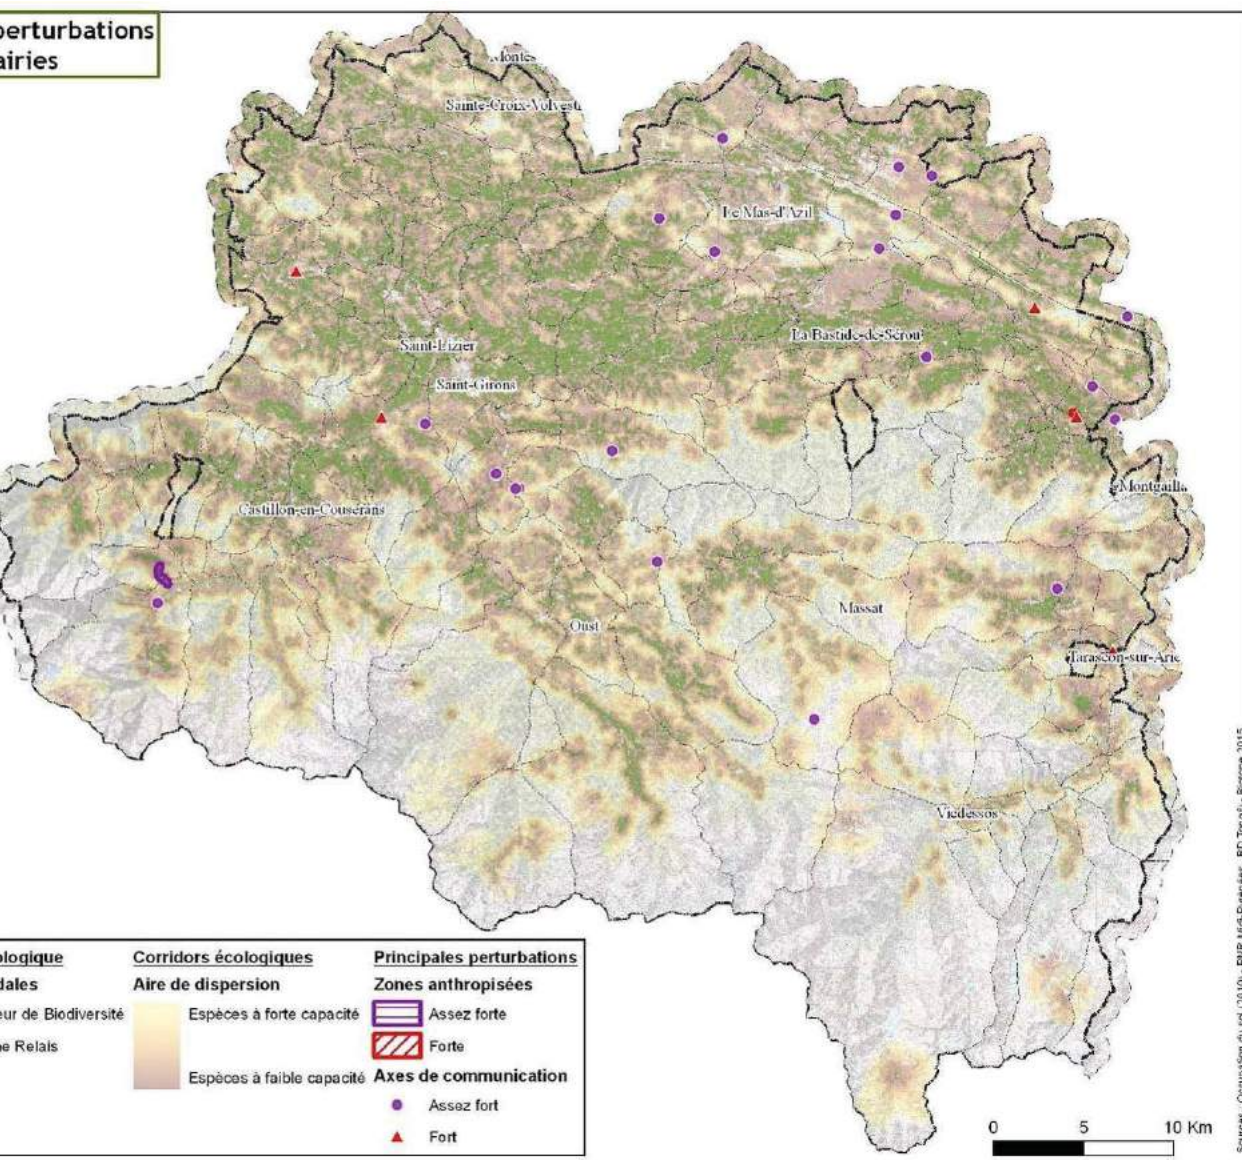 perturbations
airies
Montes
Sainte-Croix-Volvest
Le Mas-d'Azil
La Bastide-de-Sérou
Saint-Lizier
Saint-Girons
Montgailla
Castillon-en-Couserans
Massat
Oust
Tarascon-sur-Arie
Vicdessos
ologique
dales
eur de Biodiversité
ne Relais
Corridors écologiques
Aire de dispersion
Espèces à forte capacité
Espèces à faible capacité
Principales perturbations
Zones anthropisées
Assez forte
Forte
Axes de communication
Assez fort
Fort
0 5 10 Km